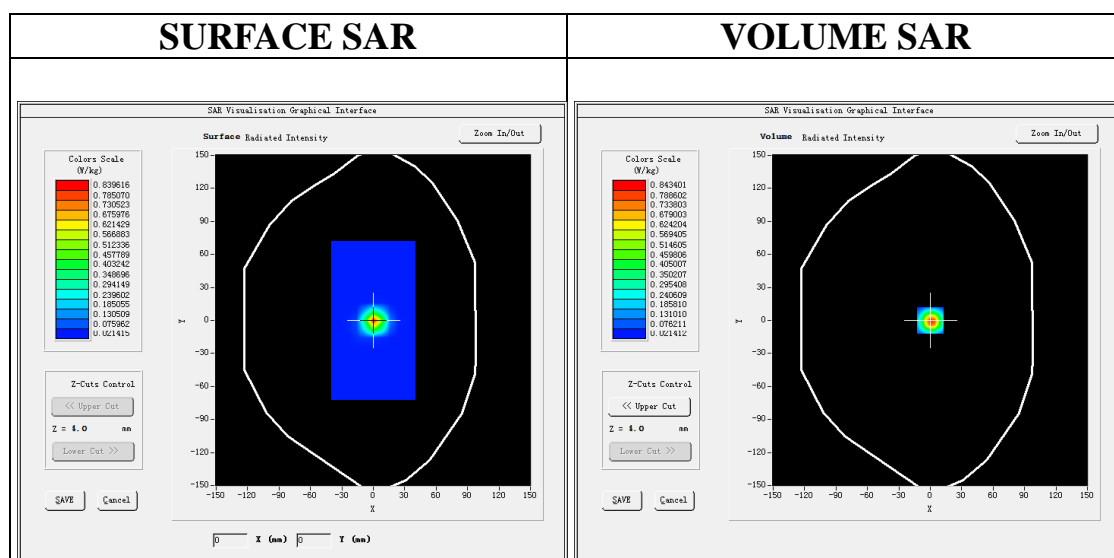 SURFACE SAR
VOLUME SAR
SAR Visualisation Graphical Interface
Surface Radiated Intensity
Zoom In/Out
Colors Scale
(W/kg)
0.839616
0.785070
0.730523
0.675976
0.621429
0.566883
0.512336
0.457789
0.403242
0.348696
0.294149
0.239602
0.185055
0.130509
0.075962
0.021415
Z-Cuts Control
<< Upper Cut
Z = 4.0 mm
Lower Cut >>
SAVE Cancel
150
120
90
60
30
0
-30
-60
-90
-120
-150
Y
-150 -120 -90 -60 -30 0 30 60 90 120 150
X
0 X (mm) 0 Y (mm)
SAR Visualisation Graphical Interface
Volume Radiated Intensity
Zoom In/Out
Colors Scale
(W/kg)
0.843401
0.788602
0.733803
0.679003
0.624204
0.569405
0.514605
0.459806
0.405007
0.350207
0.295408
0.240609
0.185810
0.131010
0.076211
0.021412
Z-Cuts Control
<< Upper Cut
Z = 4.0 mm
Lower Cut >>
SAVE Cancel
150
120
90
60
30
0
-30
-60
-90
-120
-150
Y
-150 -120 -90 -60 -30 0 30 60 90 120 150
X